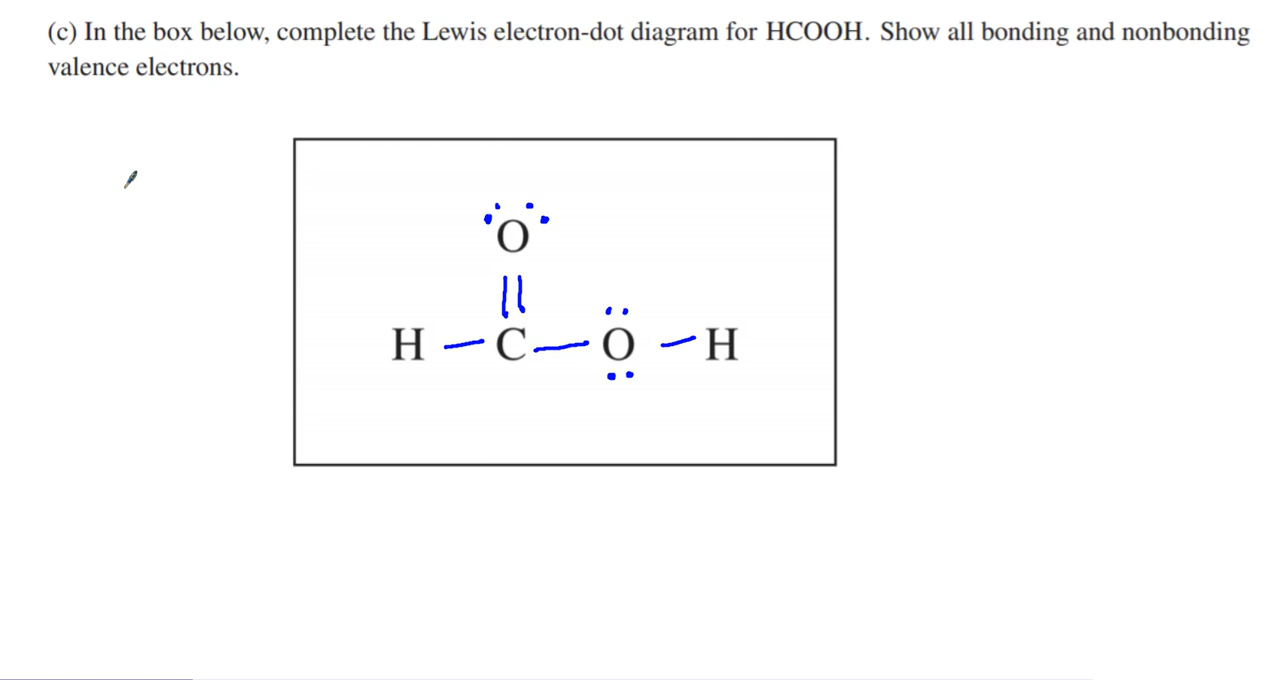 (c) In the box below, complete the Lewis electron-dot diagram for HCOOH. Show all bonding and nonbonding
valence electrons.
O
H C O H